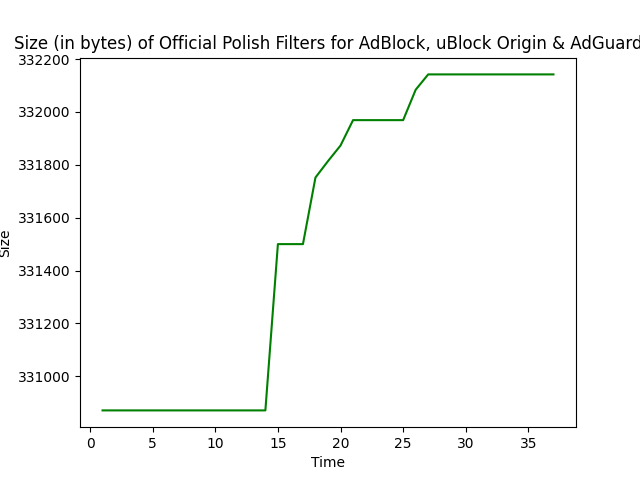 Size (in bytes) of Official Polish Filters for AdBlock, uBlock Origin & AdGuard
332200
332000
331800
331600
331400
331200
331000
Size
0 5 10 15 20 25 30 35
Time